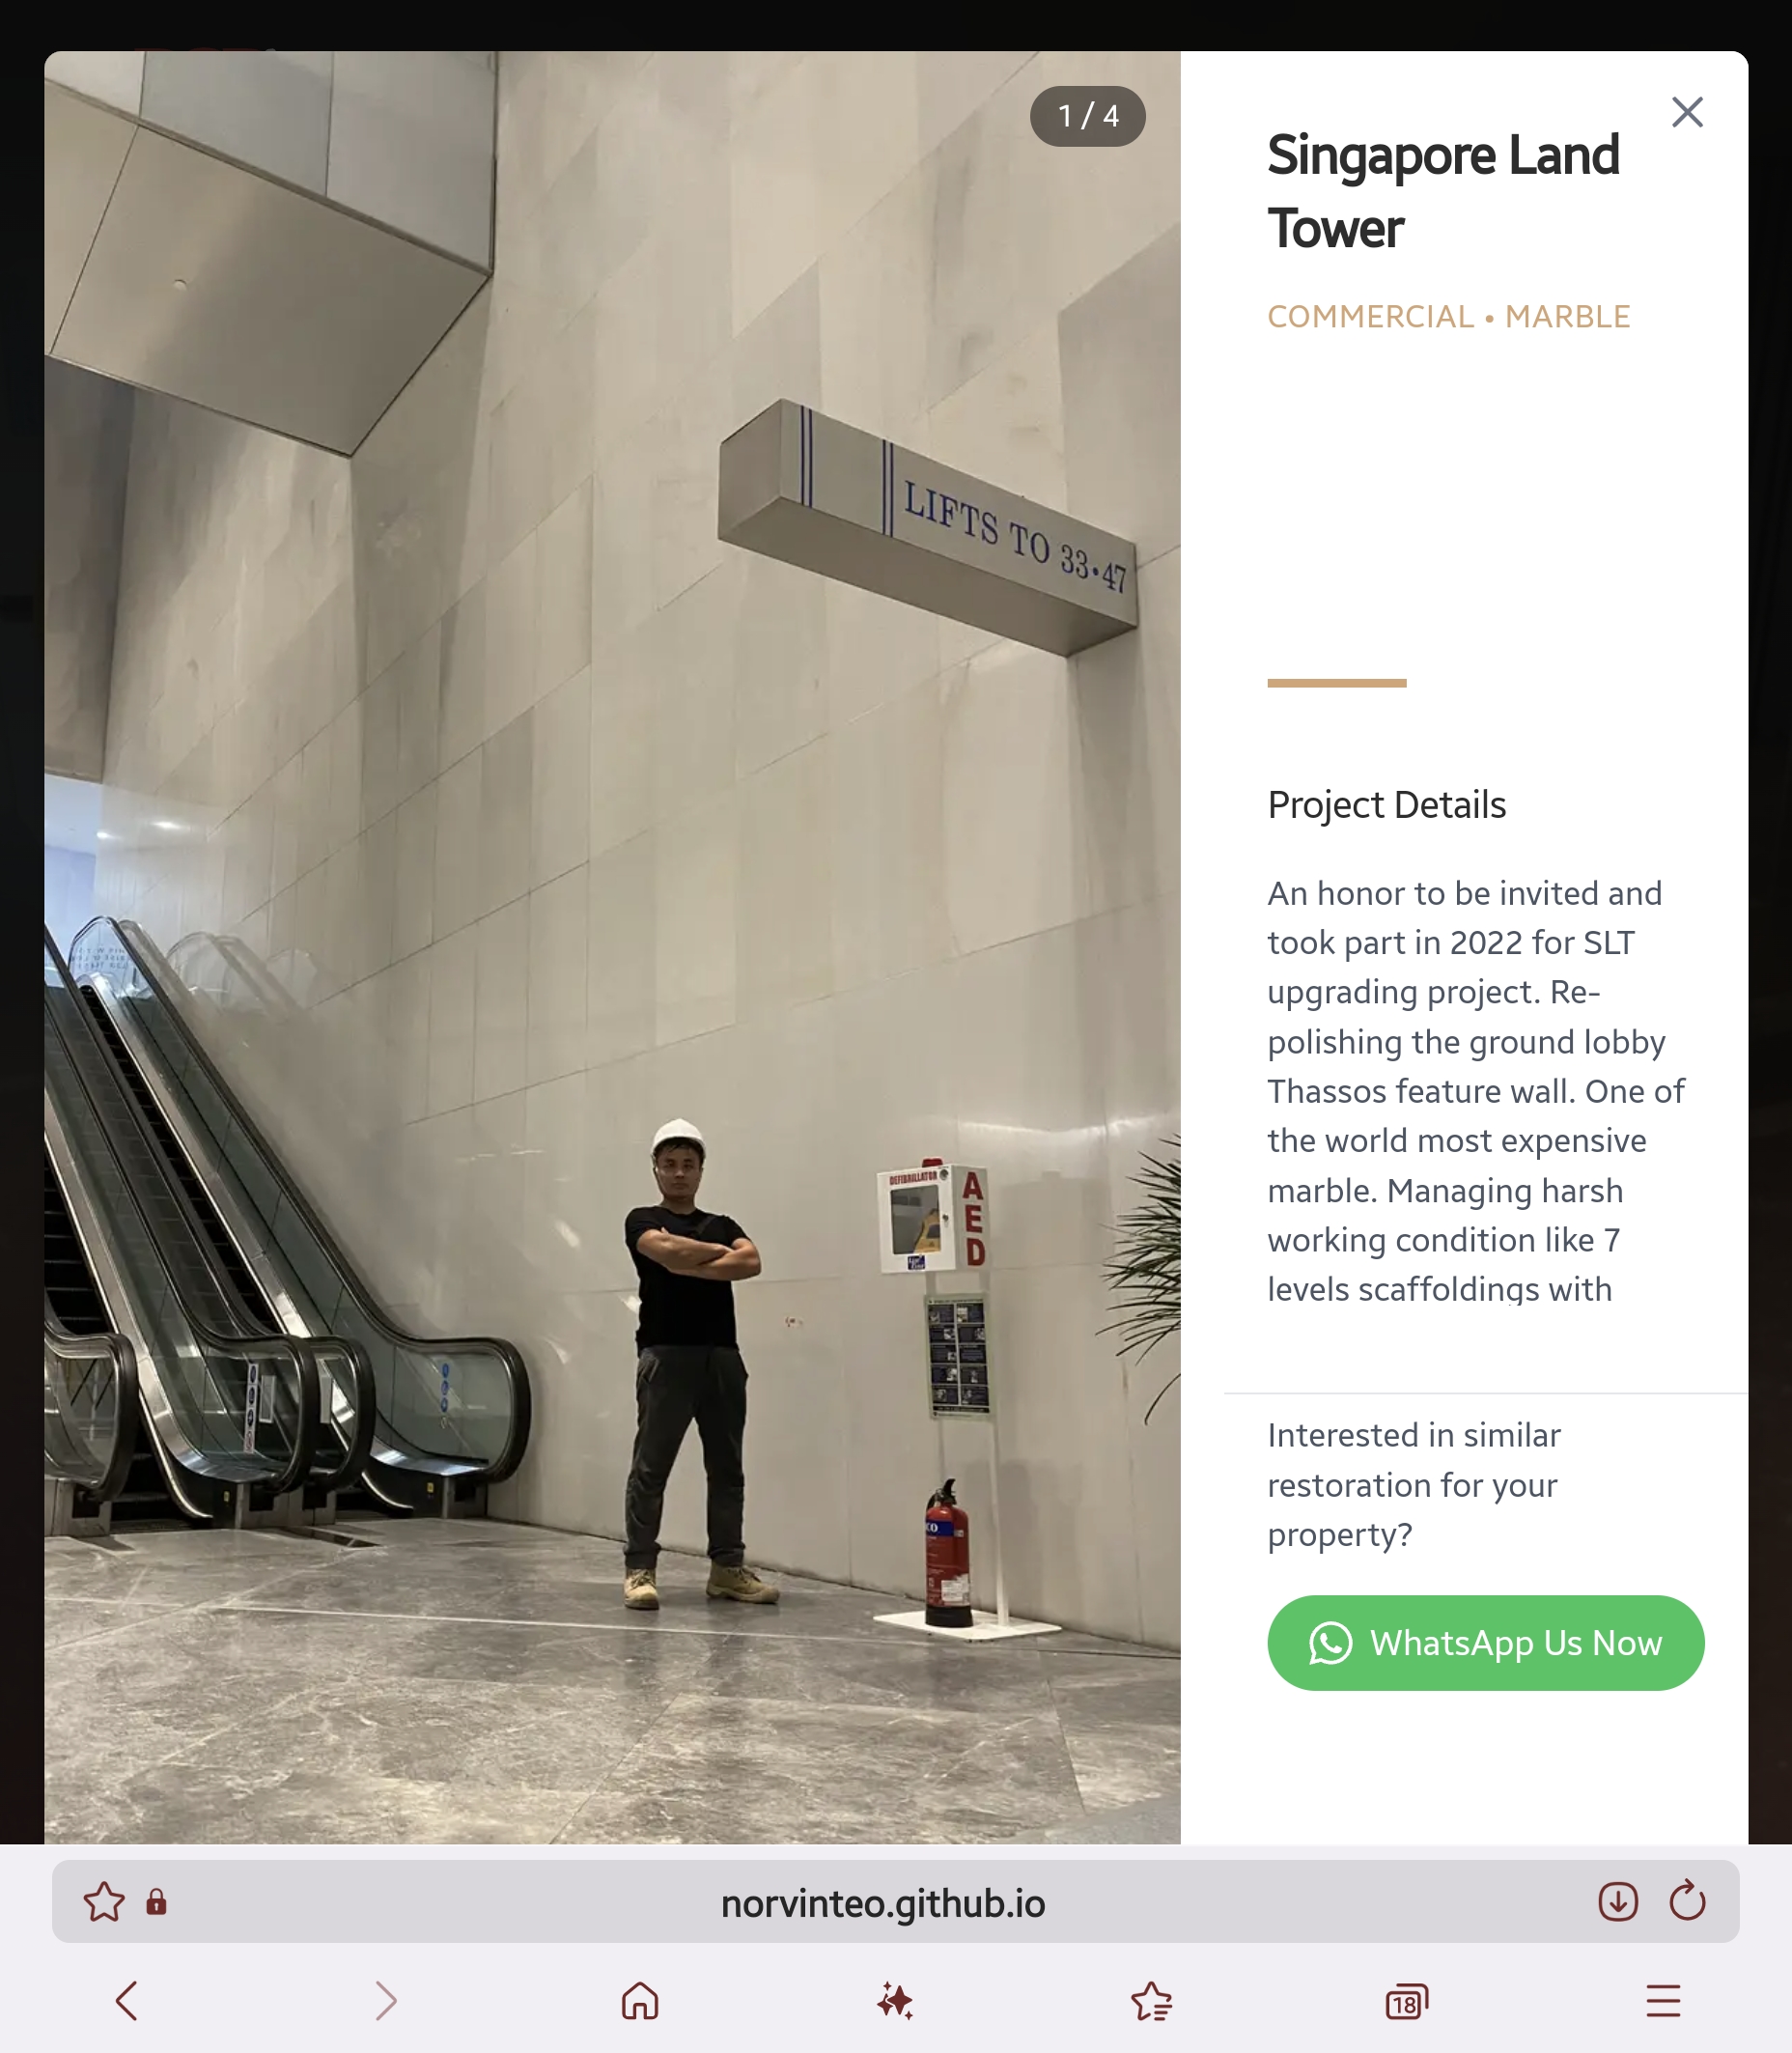 1 / 4
Singapore Land
Tower
COMMERCIAL • MARBLE
LIFTS TO 33•47
Project Details
An honor to be invited and
took part in 2022 for SLT
upgrading project. Re-
polishing the ground lobby
Thassos feature wall. One of
the world most expensive
marble. Managing harsh
working condition like 7
levels scaffoldings with
DEFIBRILLATOR
AED
Interested in similar
restoration for your
property?
WhatsApp Us Now
norvinteo.github.io
18